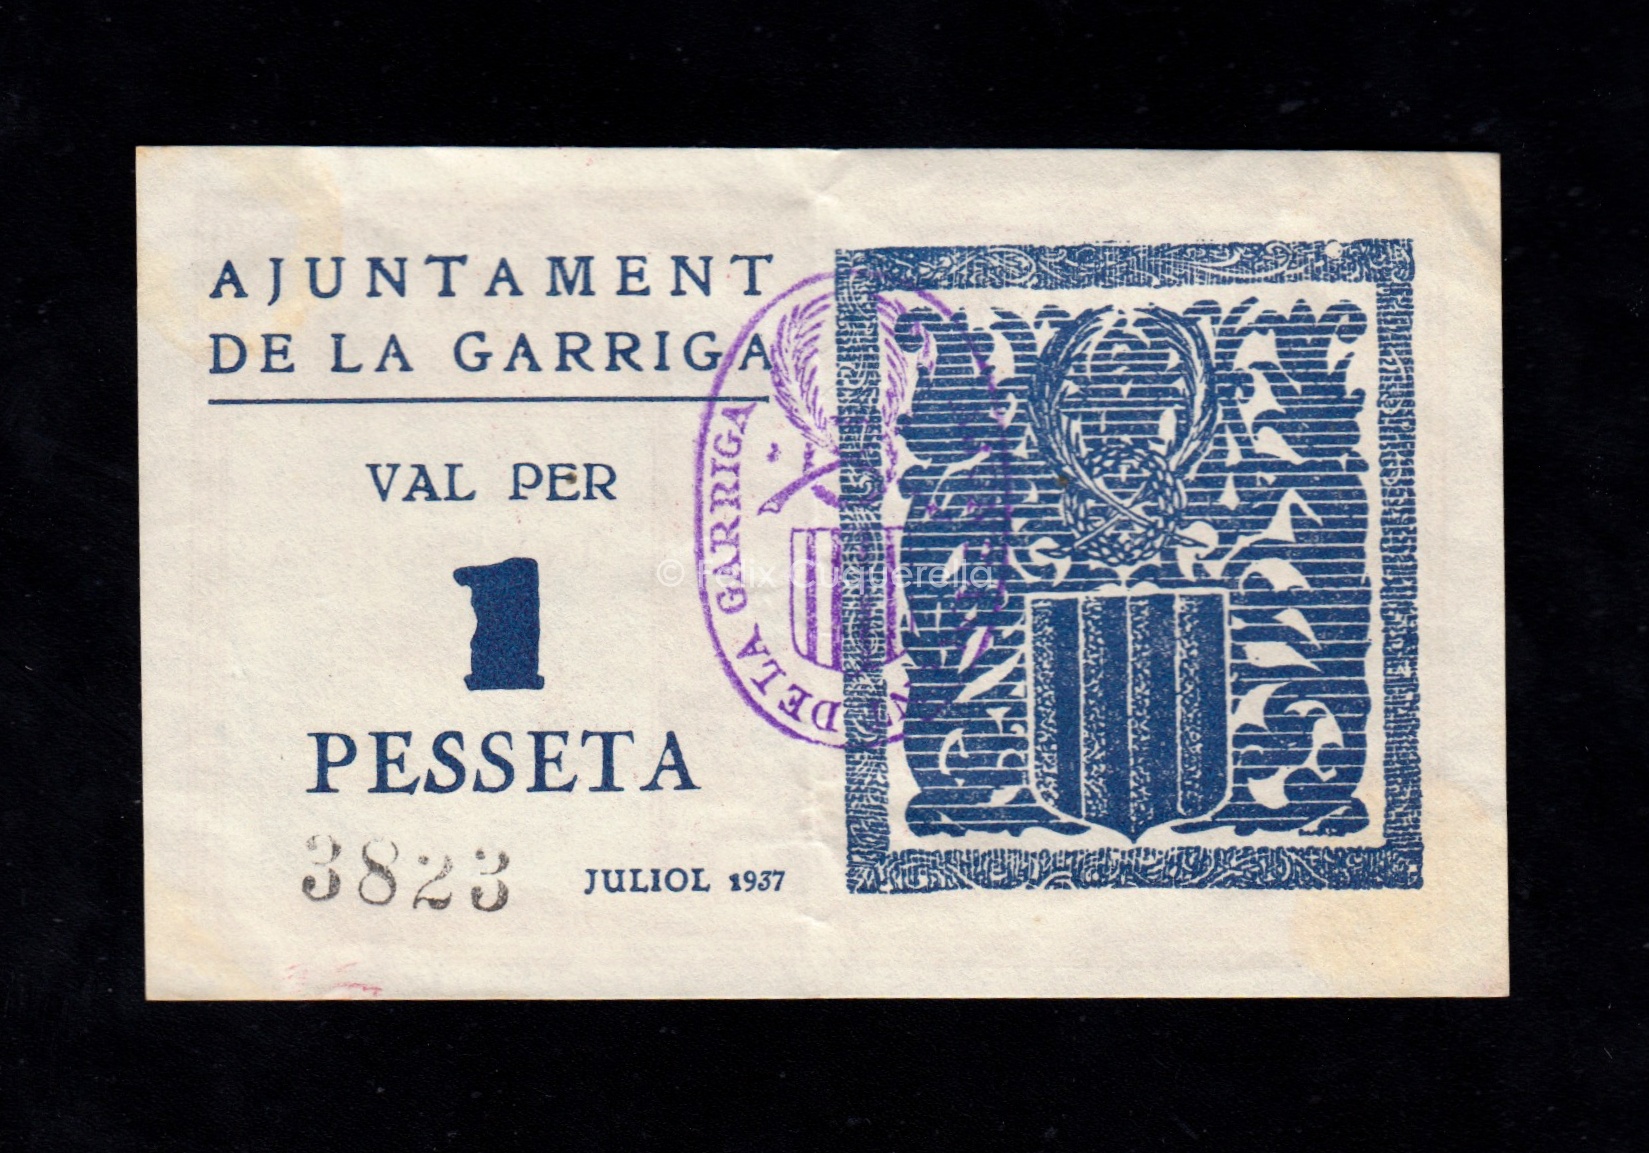 AJUNTAMENT
DE LA GARRIGA
VAL PER
1
PESSETA
3823
JULIOL 1937
DE LA GARRIGA
© Felix Cuquerella